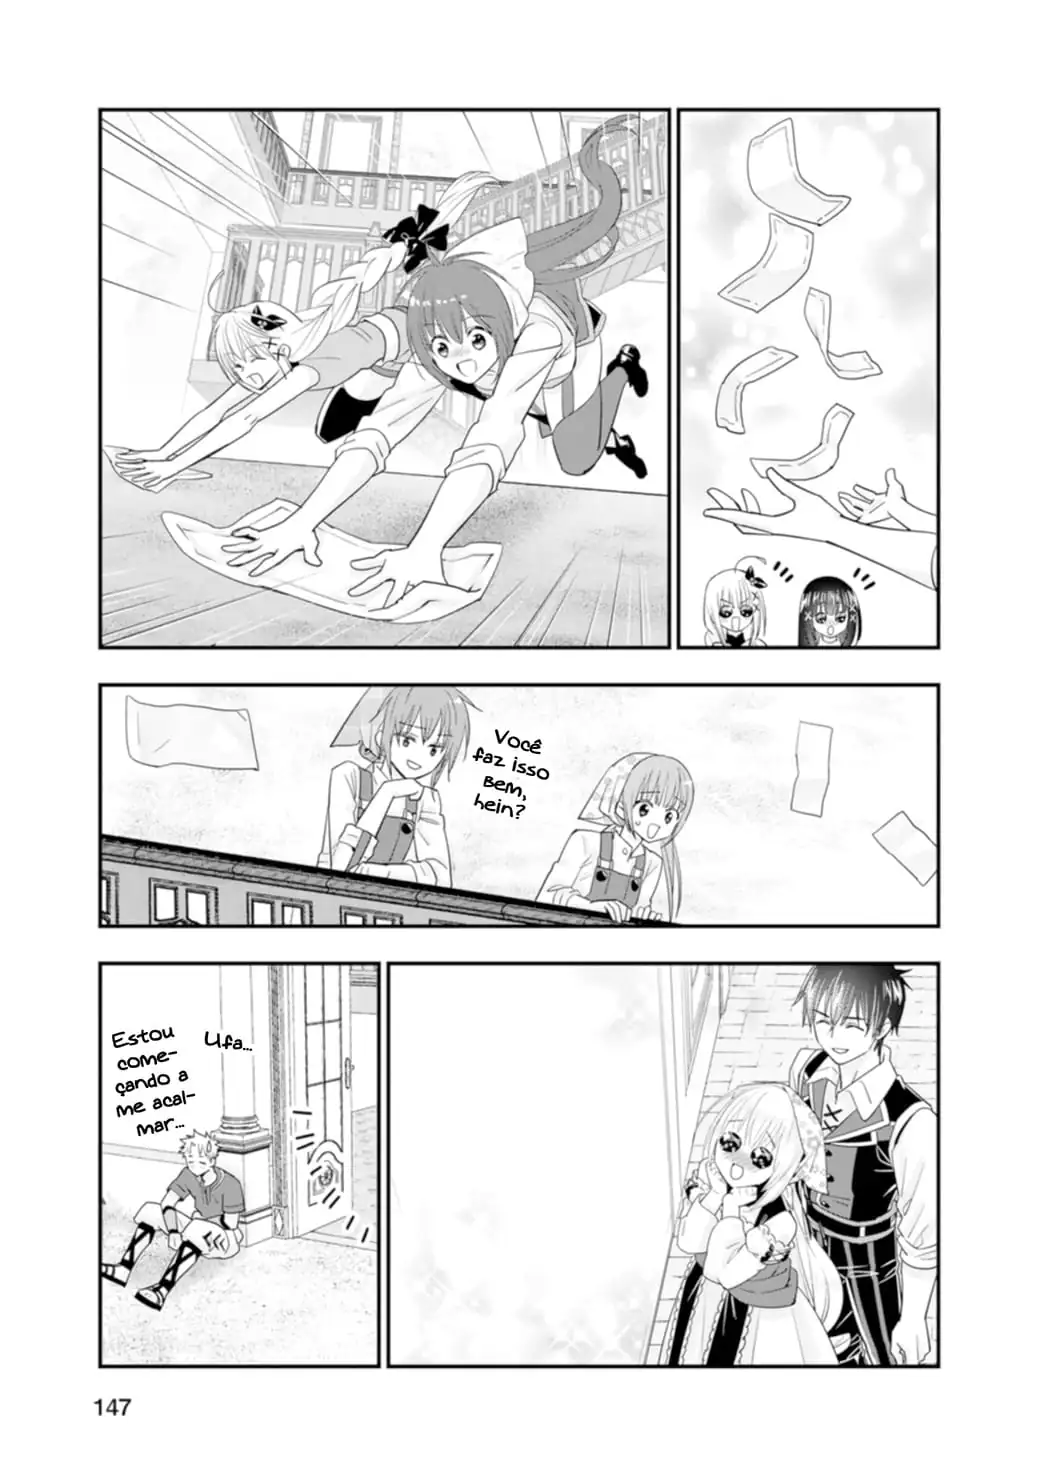 Você
faz isso
bem,
hein?
Ufa...
Estou
come-
çando a
me acal-
mar...
147